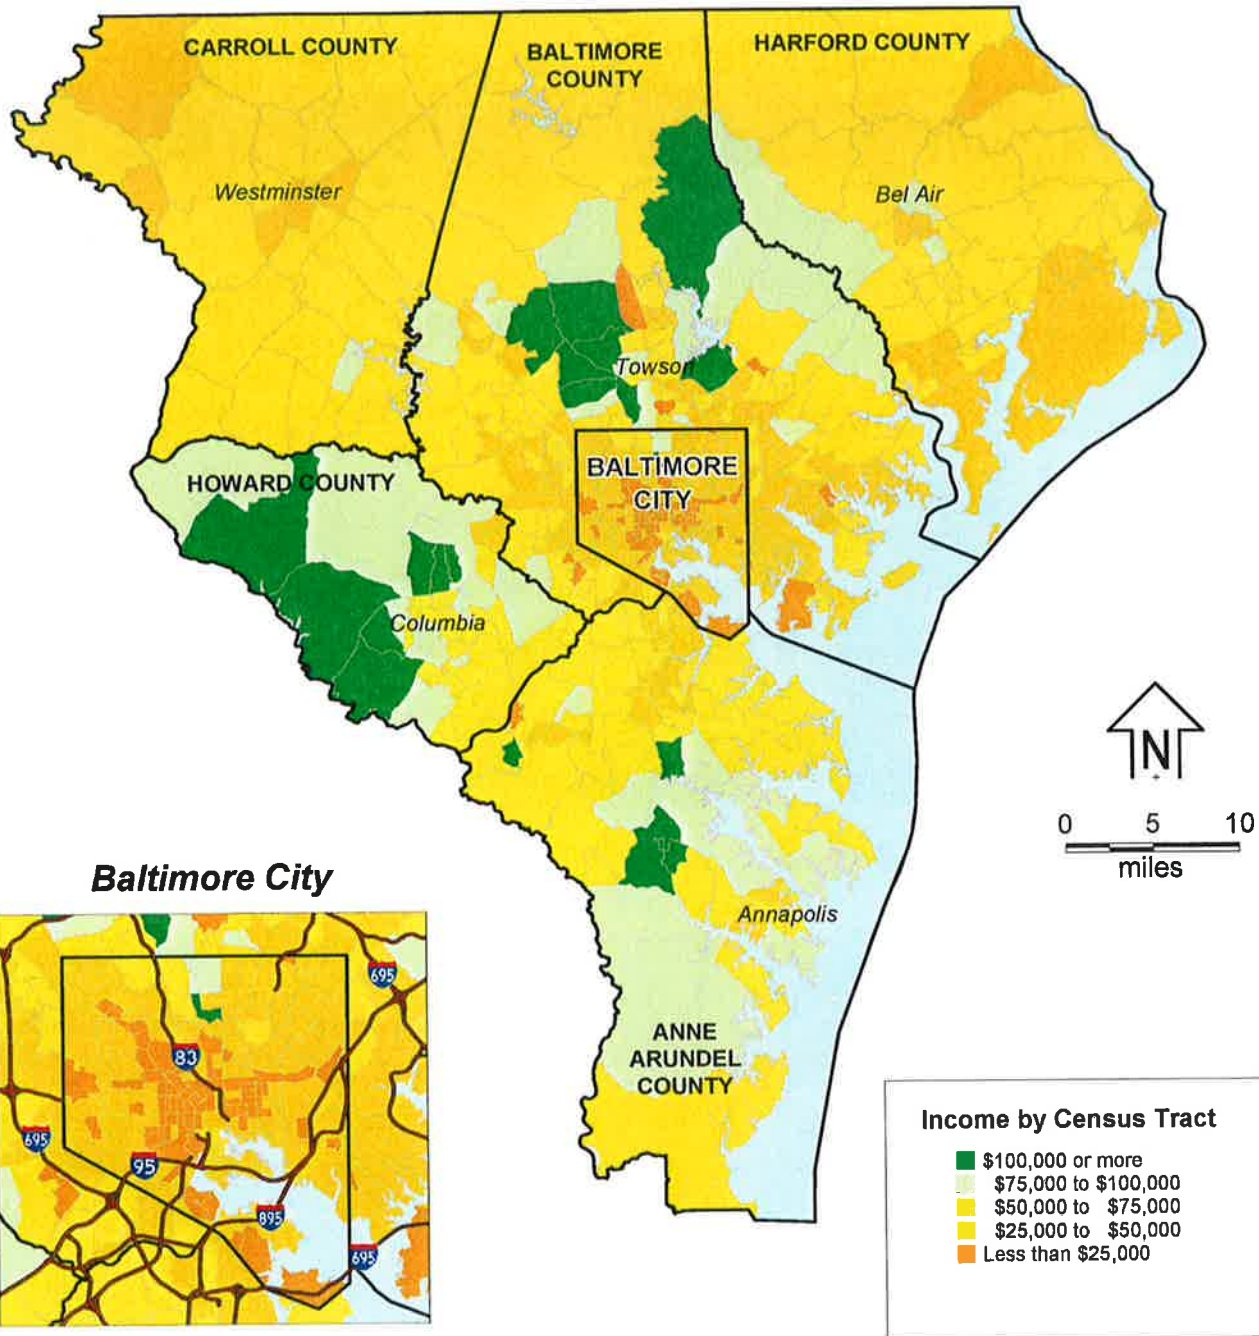 CARROLL COUNTY
BALTIMORE
COUNTY
HARFORD COUNTY
Westminster
Bel Air
Towson
HOWARD COUNTY
BALTIMORE
CITY
Columbia
N
0 5 10
miles
Baltimore City
Annapolis
695
83
ANNE
ARUNDEL
COUNTY
695
95
895
695
Income by Census Tract
$100,000 or more
$75,000 to $100,000
$50,000 to $75,000
$25,000 to $50,000
Less than $25,000